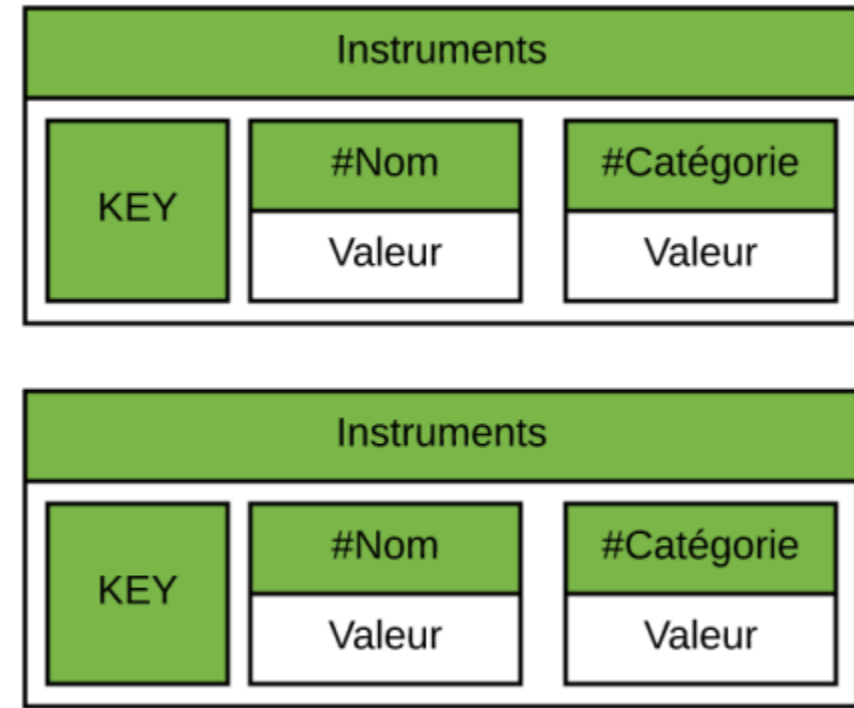 Instruments
#Nom
#Catégorie
KEY
Valeur
Valeur
Instruments
#Nom
#Catégorie
KEY
Valeur
Valeur